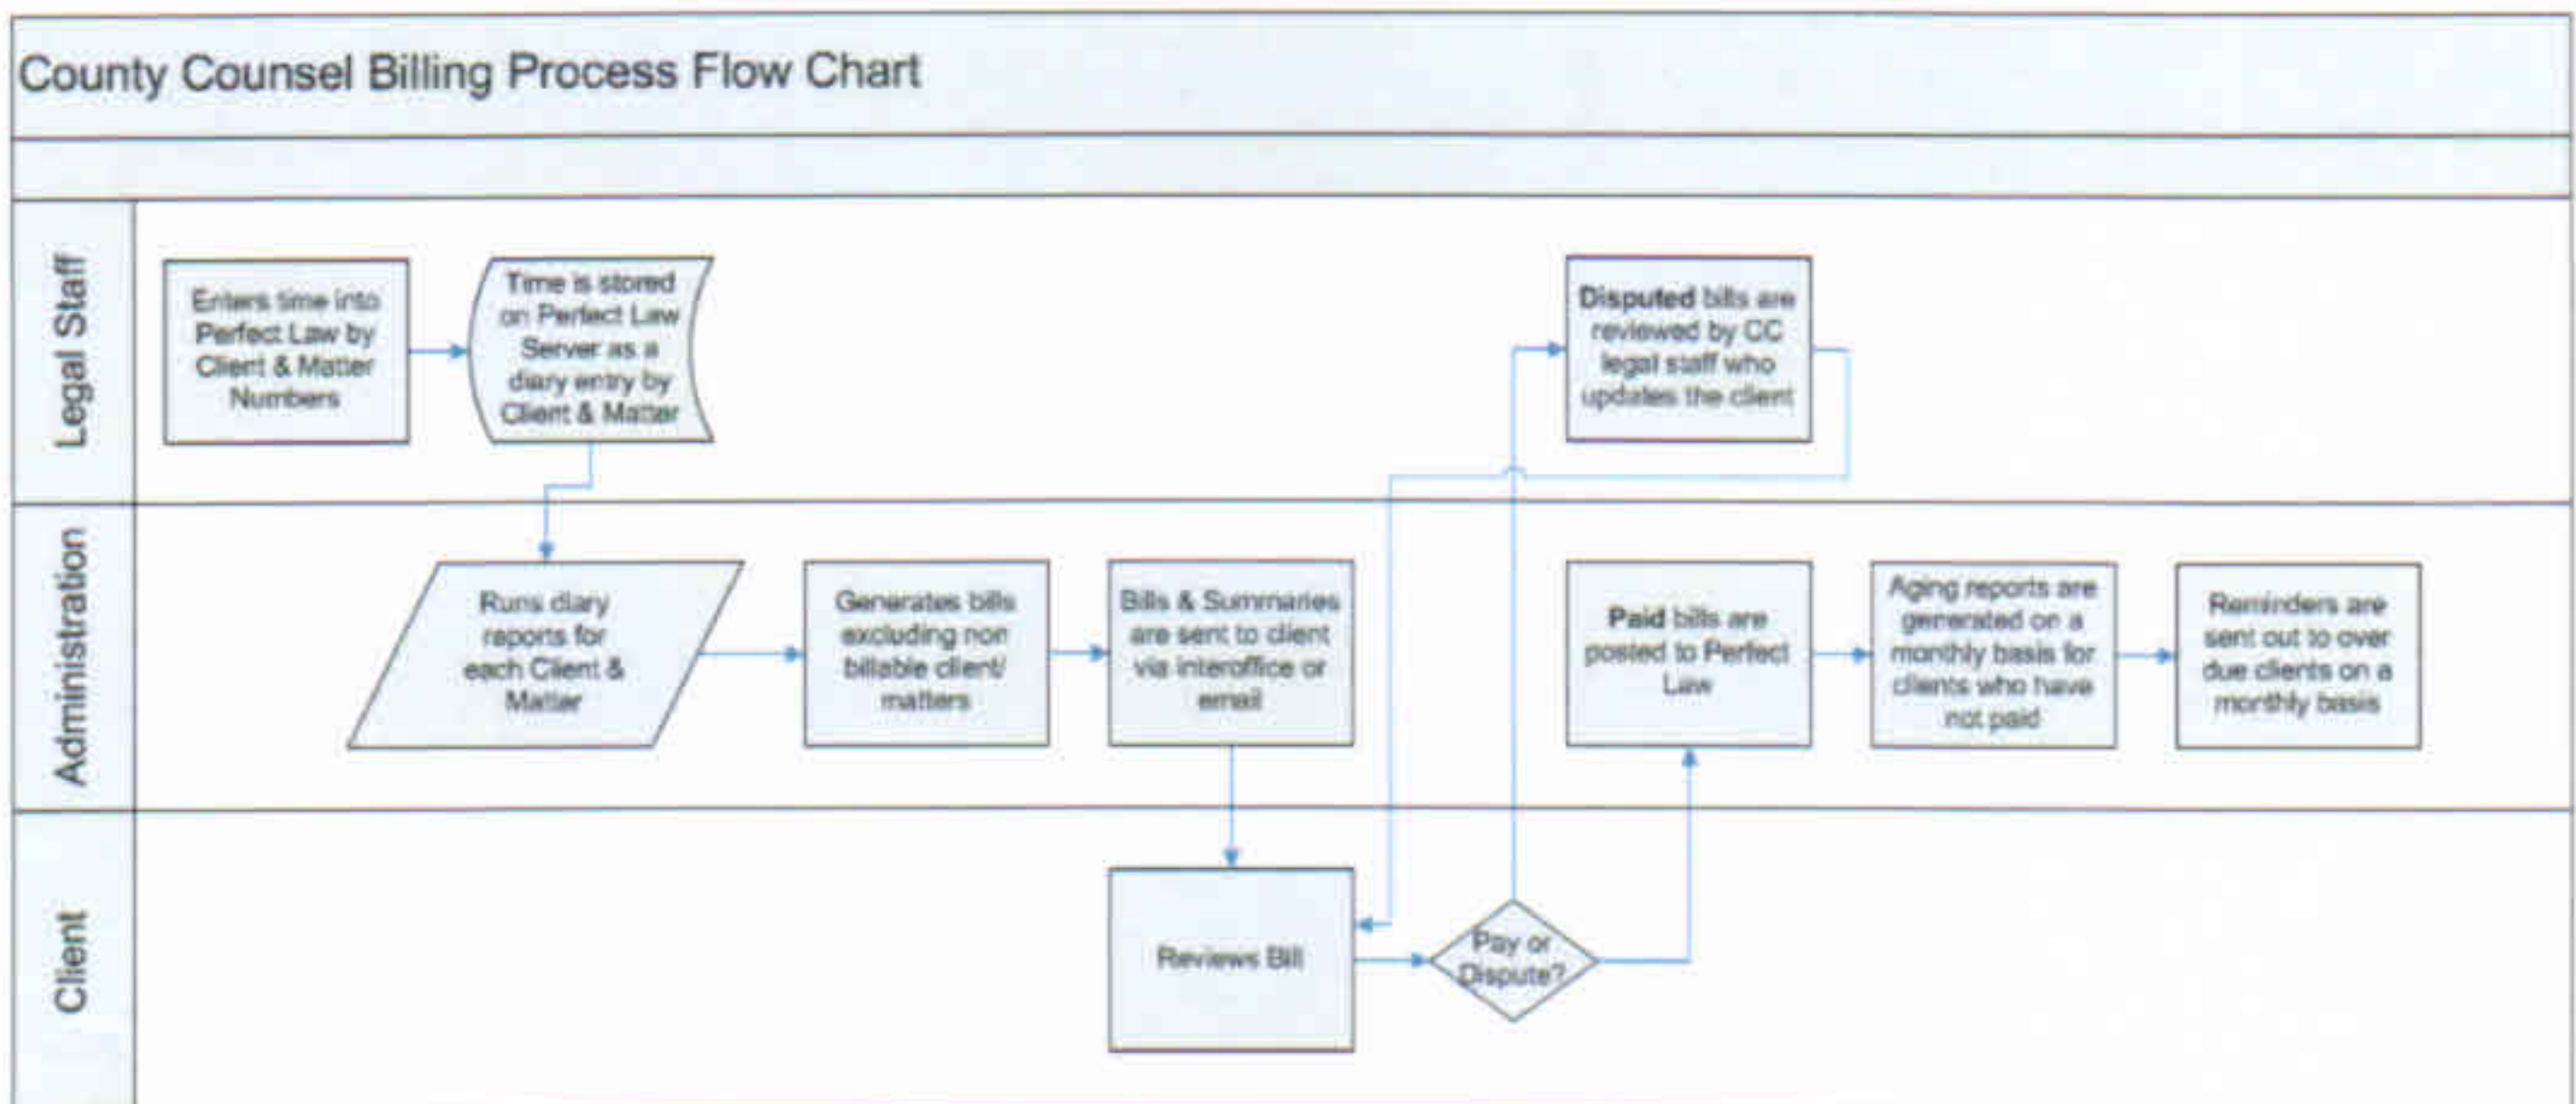 County Counsel Billing Process Flow Chart
Legal Staff
Enters time into
Perfect Law by
Client & Matter
Numbers
Time is stored
on Perfect Law
Server as a
diary entry by
Client & Matter
Disputed bills are
reviewed by CC
legal staff who
updates the client
Administration
Runs diary
reports for
each Client &
Matter
Generates bills
excluding non
billable client/
matters
Bills & Summaries
are sent to client
via interoffice or
email
Paid bills are
posted to Perfect
Law
Aging reports are
generated on a
monthly basis for
clients who have
not paid
Reminders are
sent out to over
due clients on a
monthly basis
Client
Reviews Bill
Pay or
Dispute?